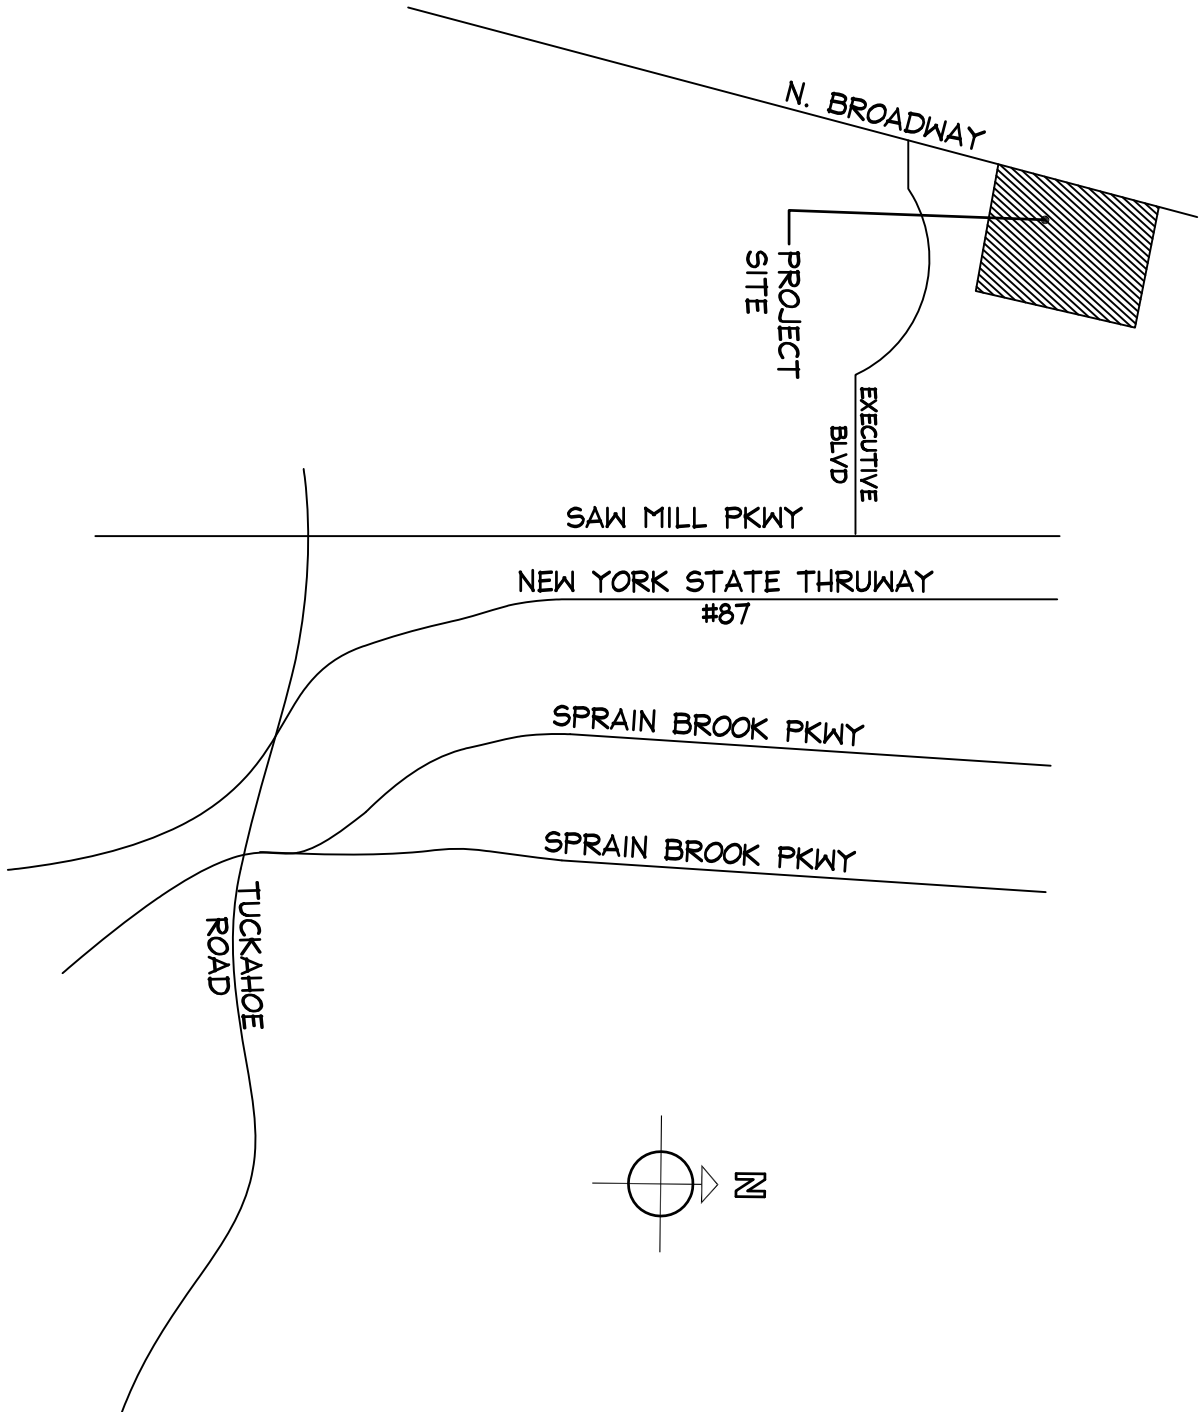 N. BROADWAY
PROJECT
SITE
EXECUTIVE
BLVD
SAW MILL PKWY
NEW YORK STATE THRUWAY
#87
SPRAIN BROOK PKWY
SPRAIN BROOK PKWY
TUCKAHOE
ROAD
N